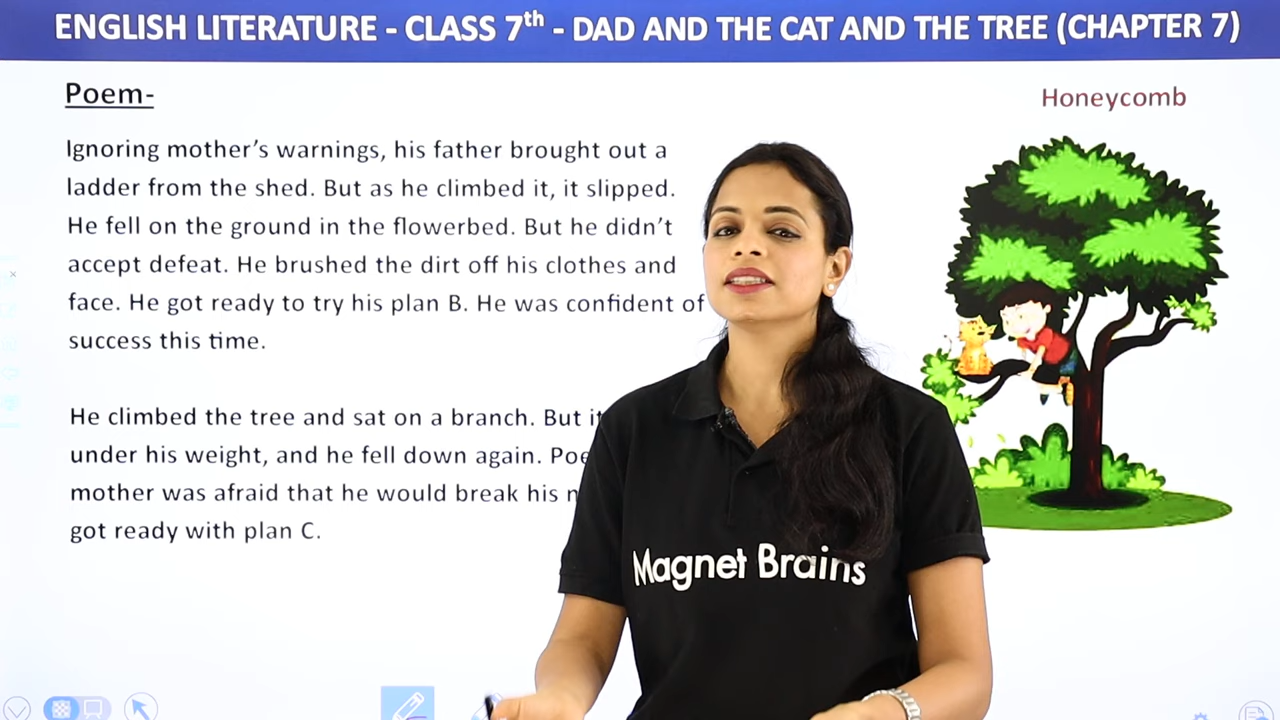 ENGLISH LITERATURE - CLASS 7th - DAD AND THE CAT AND THE TREE (CHAPTER 7)
Poem-
Honeycomb
Ignoring mother's warnings, his father brought out a
ladder from the shed. But as he climbed it, it slipped.
He fell on the ground in the flowerbed. But he didn't
accept defeat. He brushed the dirt off his clothes and
face. He got ready to try his plan B. He was confident of
success this time.
He climbed the tree and sat on a branch. But
under his weight, and he fell down again.
mother was afraid that he would break his
got ready with plan C.
Magnet Brains